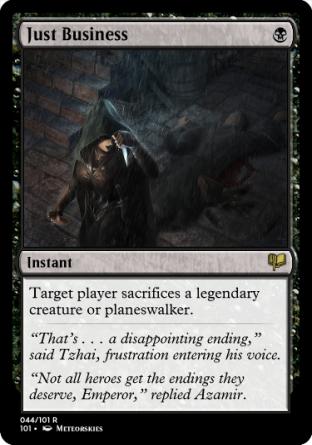 Just Business
Instant
Target player sacrifices a legendary
creature or planeswalker.
“That’s . . . a disappointing ending,”
said Tzhai, frustration entering his voice.
“Not all heroes get the endings they
deserve, Emperor,” replied Azamir.
044/101 R
101 • Meteorskies